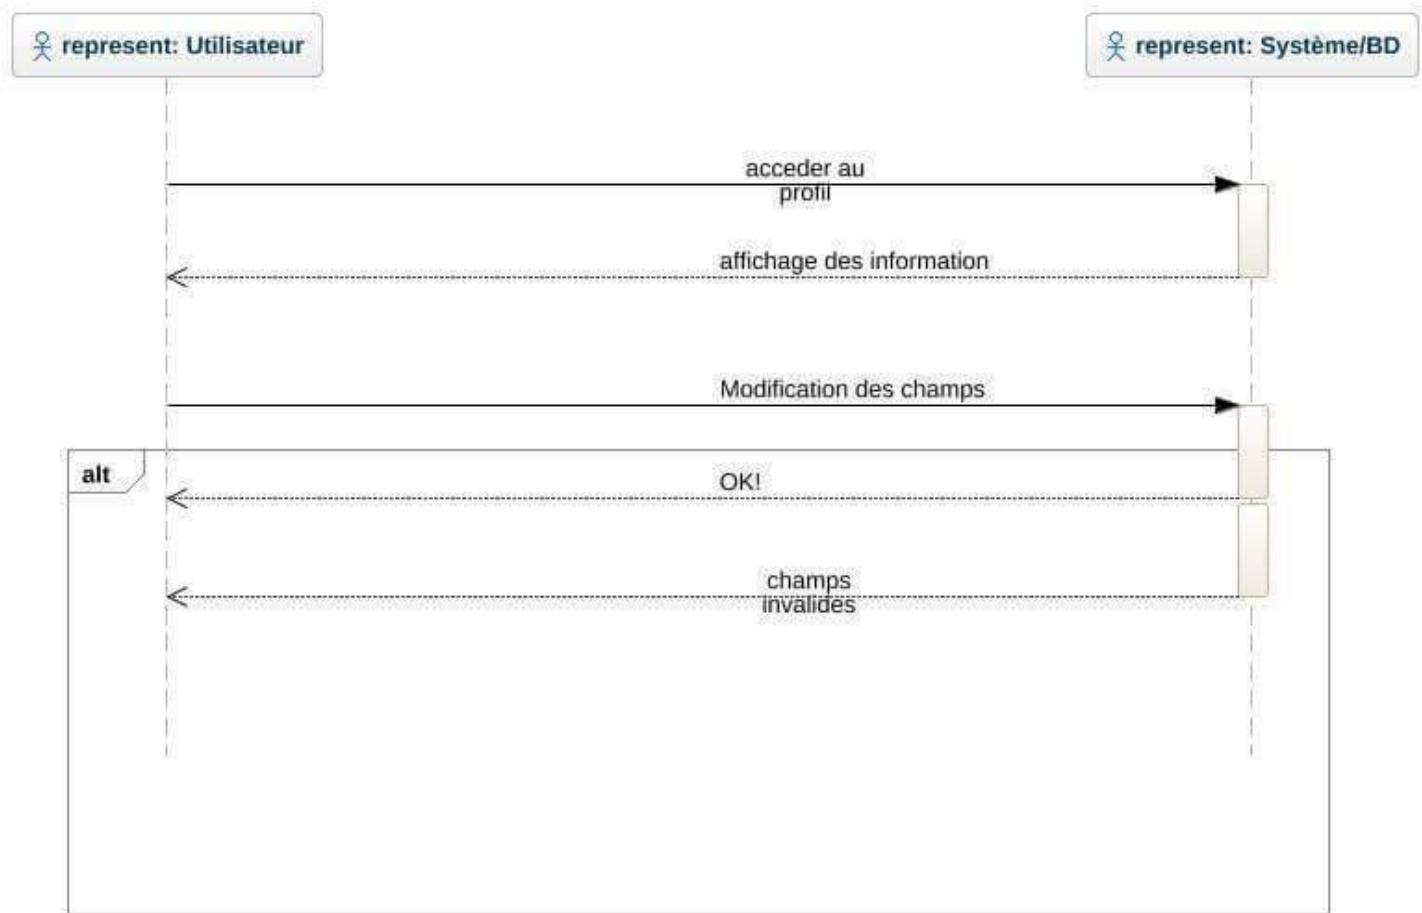 represent: Utilisateur
represent: Système/BD
acceder au
profil
affichage des information
Modification des champs
alt
OK!
champs
invalides